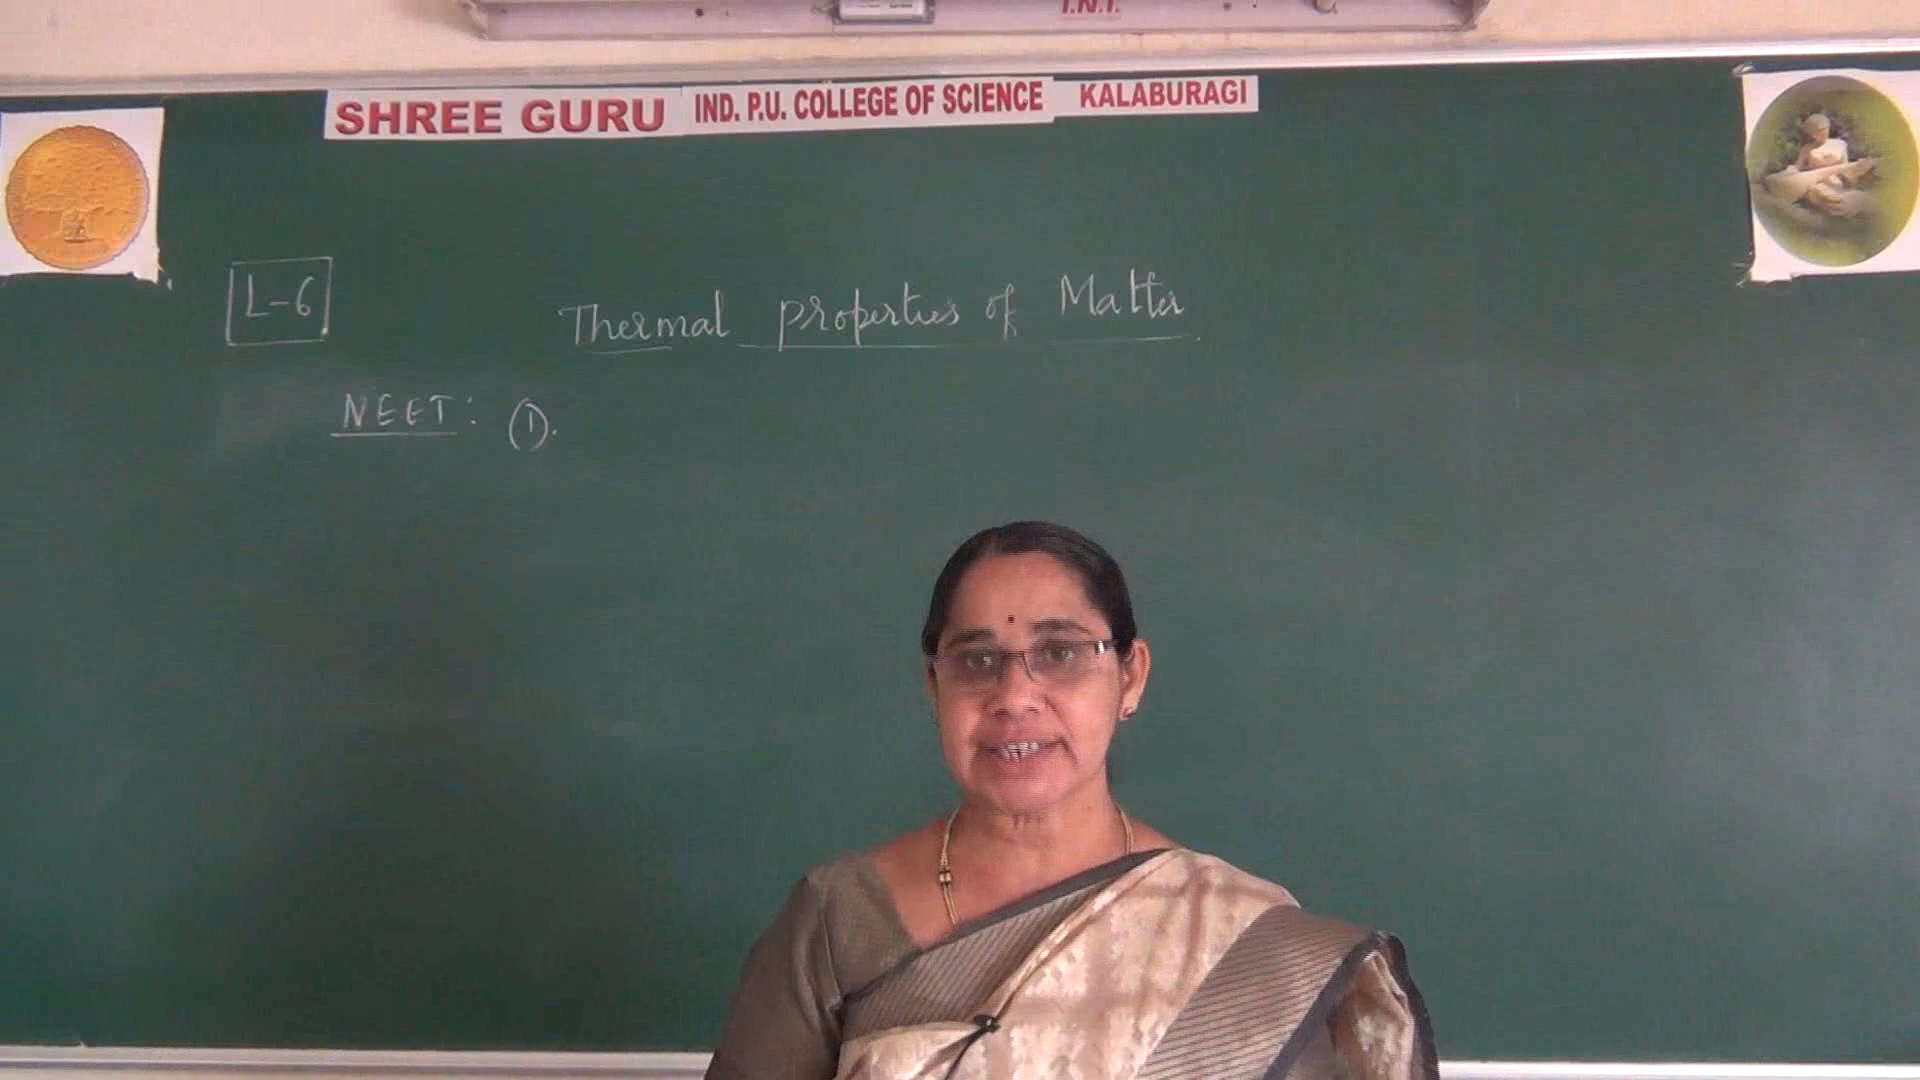 T.N.T.
SHREE GURU IND. P.U. COLLEGE OF SCIENCE KALABURAGI
L-6
Thermal properties of Matter
NEET: (1).